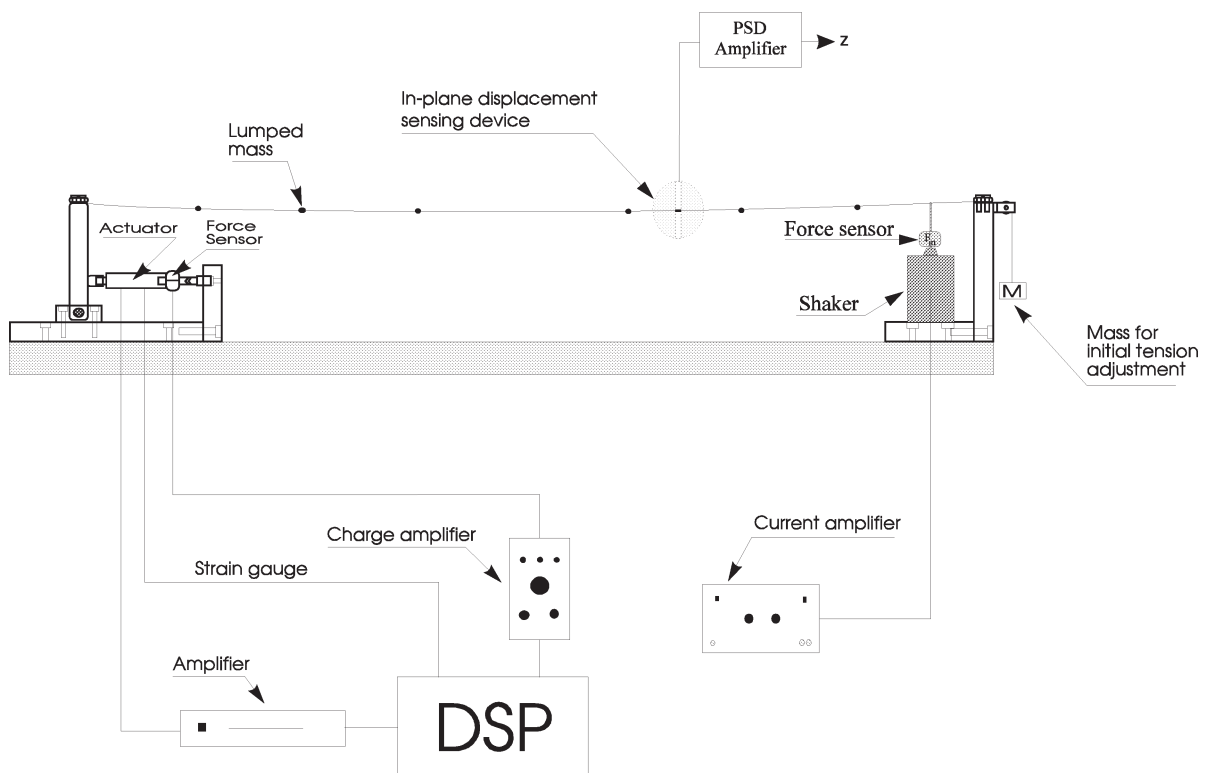 PSD
Amplifier
z
In-plane displacement
sensing device
Lumped
mass
Actuator
Force
Sensor
Force sensor
Shaker
M
Mass for
initial tension
adjustment
Charge amplifier
Current amplifier
Strain gauge
Amplifier
DSP